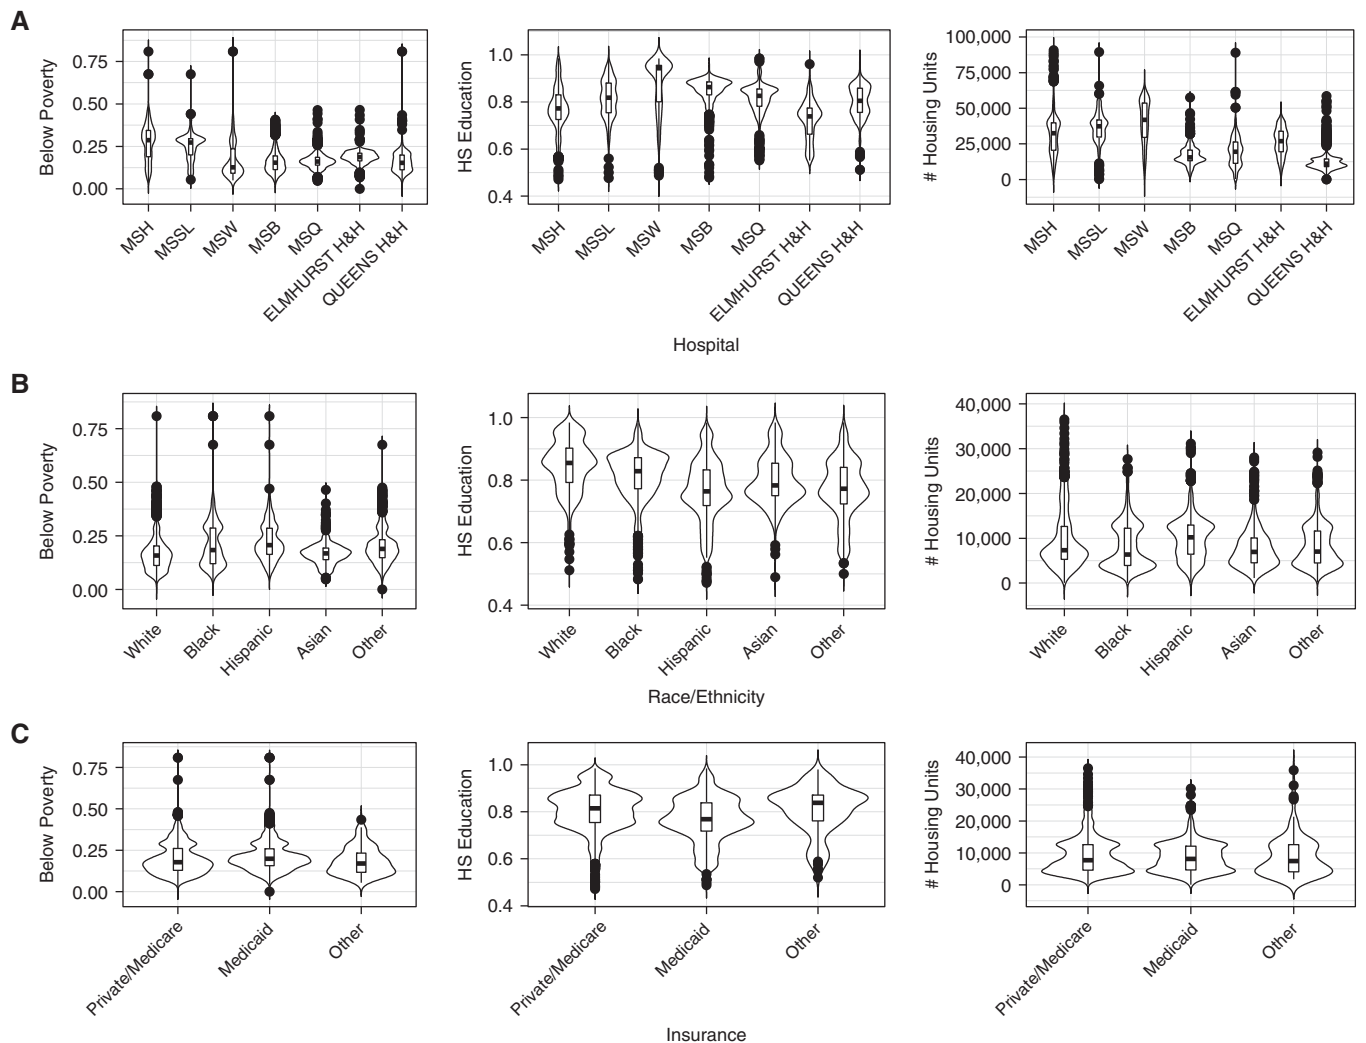 A
Below Poverty
0.75
0.50
0.25
0.00
MSH
MSSL
MSW
MSB
MSQ
ELMHURST H&H
QUEENS H&H
HS Education
1.0
0.8
0.6
0.4
MSH
MSSL
MSW
MSB
MSQ
ELMHURST H&H
QUEENS H&H
# Housing Units
100,000
75,000
50,000
25,000
0
MSH
MSSL
MSW
MSB
MSQ
ELMHURST H&H
QUEENS H&H
Hospital
B
Below Poverty
0.75
0.50
0.25
0.00
White
Black
Hispanic
Asian
Other
HS Education
1.0
0.8
0.6
0.4
White
Black
Hispanic
Asian
Other
# Housing Units
40,000
30,000
20,000
10,000
0
White
Black
Hispanic
Asian
Other
Race/Ethnicity
C
Below Poverty
0.75
0.50
0.25
0.00
Private/Medicare
Medicaid
Other
HS Education
1.0
0.8
0.6
0.4
Private/Medicare
Medicaid
Other
# Housing Units
40,000
30,000
20,000
10,000
0
Private/Medicare
Medicaid
Other
Insurance